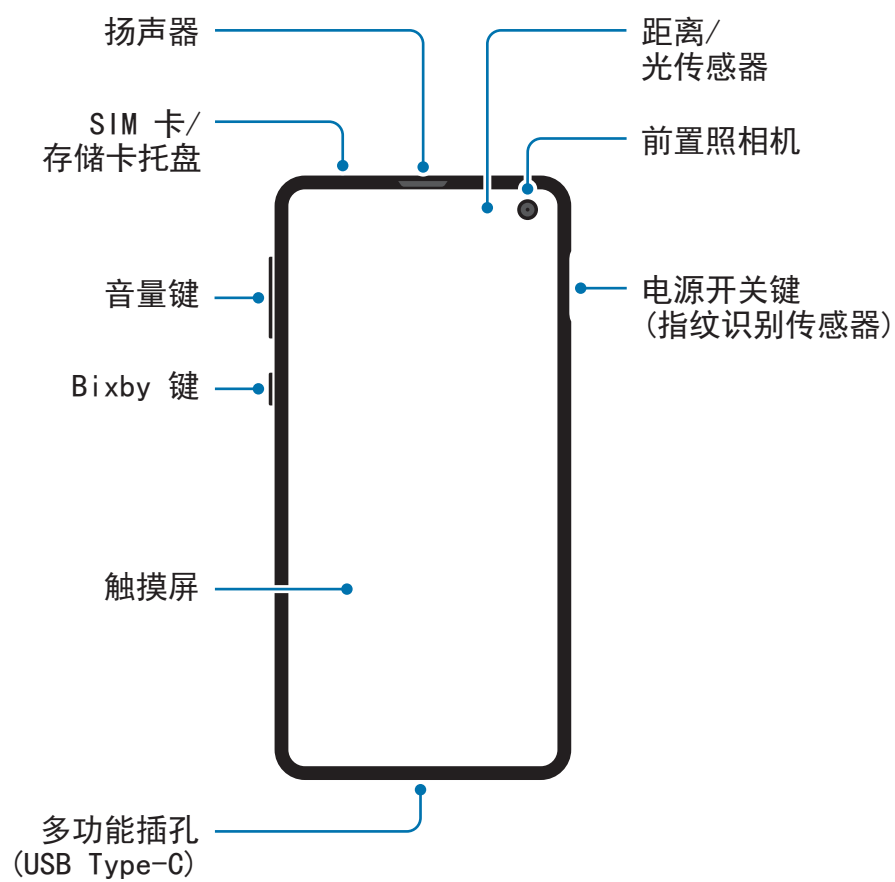 扬声器
SIM 卡/
存储卡托盘
音量键
Bixby 键
触摸屏
多功能插孔
(USB Type-C)
距离/
光传感器
前置照相机
电源开关键
(指纹识别传感器)